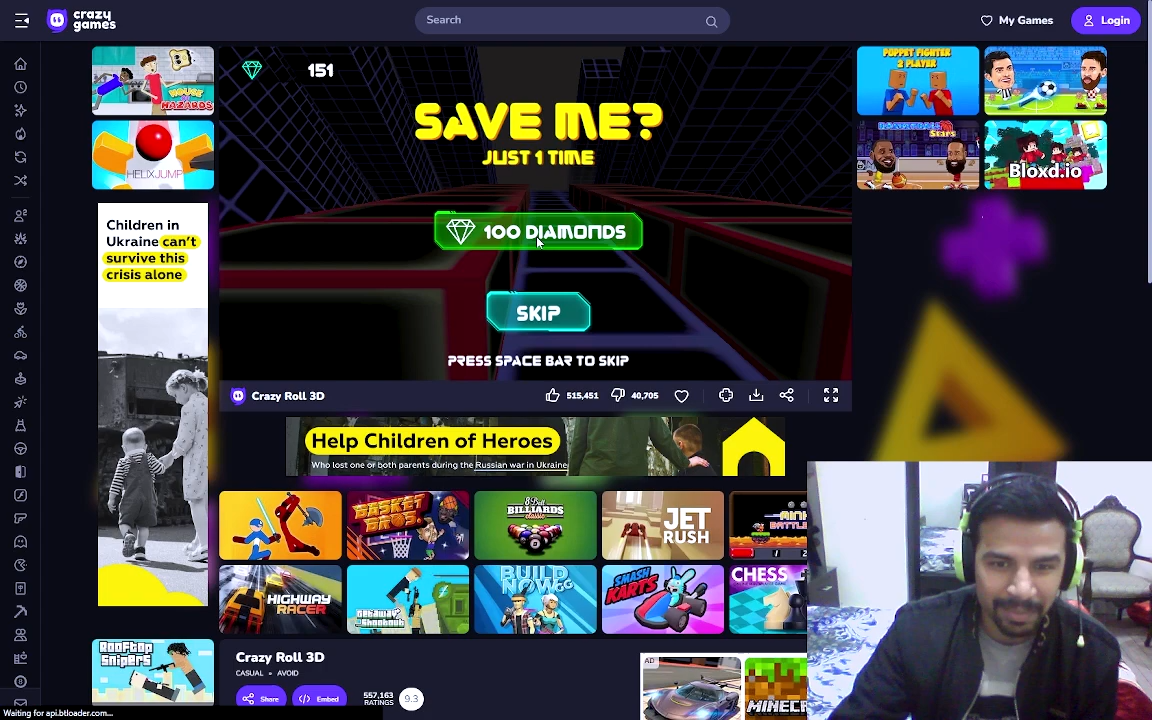 crazy games
Search
My Games
Login
HOUSE
HAZARDS
HELIX JUMP
151
SAVE ME?
JUST 1 TIME
100 DIAMONDS
SKIP
PRESS SPACE BAR TO SKIP
PUPPET FIGHTER
2 PLAYER
BASKETBALL
Stars
Bloxd.io
Children in
Ukraine can't
survive this
crisis alone
Crazy Roll 3D
515,451
40,705
Help Children of Heroes
Who lost one or both parents during the Russian war in Ukraine
BASKET
BROS.
8 Ball
BILLIARDS
classic
JET
RUSH
BATTL
HIGHWAY
RACER
Getaway
Shootout
BUILD
NOW GG
SMASH
KARTS
CHESS
ROOFTOP
SNIPERS
Crazy Roll 3D
CASUAL • AVOID
Share
Embed
557,163
RATINGS
9.3
AD
MINEC
Waiting for api.btloader.com...